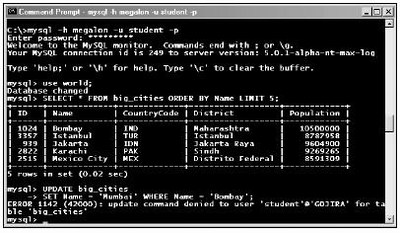 Command Prompt - mysql -h megalon -u student -p
C:\>mysql -h megalon -u student -p
Enter password: *********
Welcome to the MySQL monitor.  Commands end with ; or \g.
Your MySQL connection id is 249 to server version: 5.0.1-alpha-nt-max-log

Type 'help;' or '\h' for help. Type '\c' to clear the buffer.

mysql> use world;
Database changed
mysql> SELECT * FROM big_cities ORDER BY Name LIMIT 5;
| ID | Name | CountryCode | District | Population |
| 1024 | Bombay | IND | Maharashtra | 10500000 |
| 3357 | Istanbul | TUR | Istanbul | 8787958 |
| 939 | Jakarta | IDN | Jakarta Raya | 9604900 |
| 2822 | Karachi | PAK | Sindh | 9269265 |
| 2515 | Mexico City | MEX | Distrito Federal | 8591309 |
5 rows in set (0.02 sec)

mysql> UPDATE big_cities
-> SET Name = 'Mumbai' WHERE Name = 'Bombay';
ERROR 1142 (42000): update command denied to user 'student'@'GOJIRA' for ta
ble 'big_cities'
mysql> _